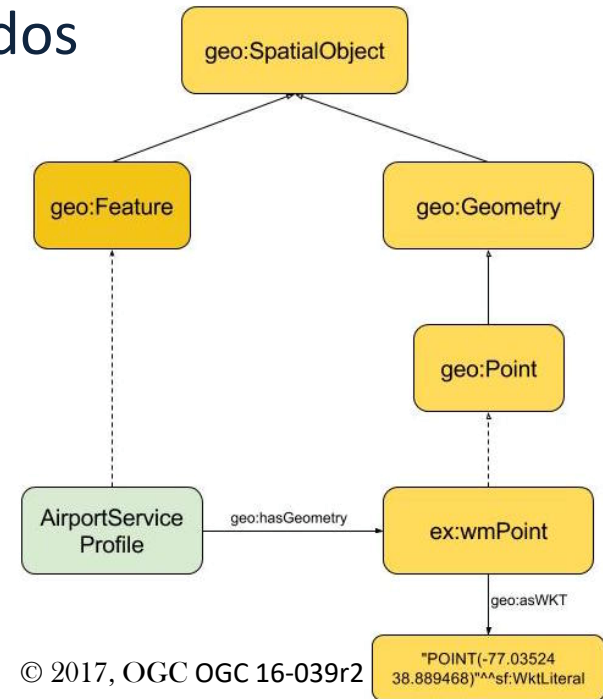 dos
geo:SpatialObject
geo:Feature
geo:Geometry
geo:Point
AirportService
Profile
geo:hasGeometry
ex:wmPoint
geo:asWKT
"POINT(-77.03524
38.889468)"^^sf:WktLiteral
© 2017, OGC OGC 16-039r2